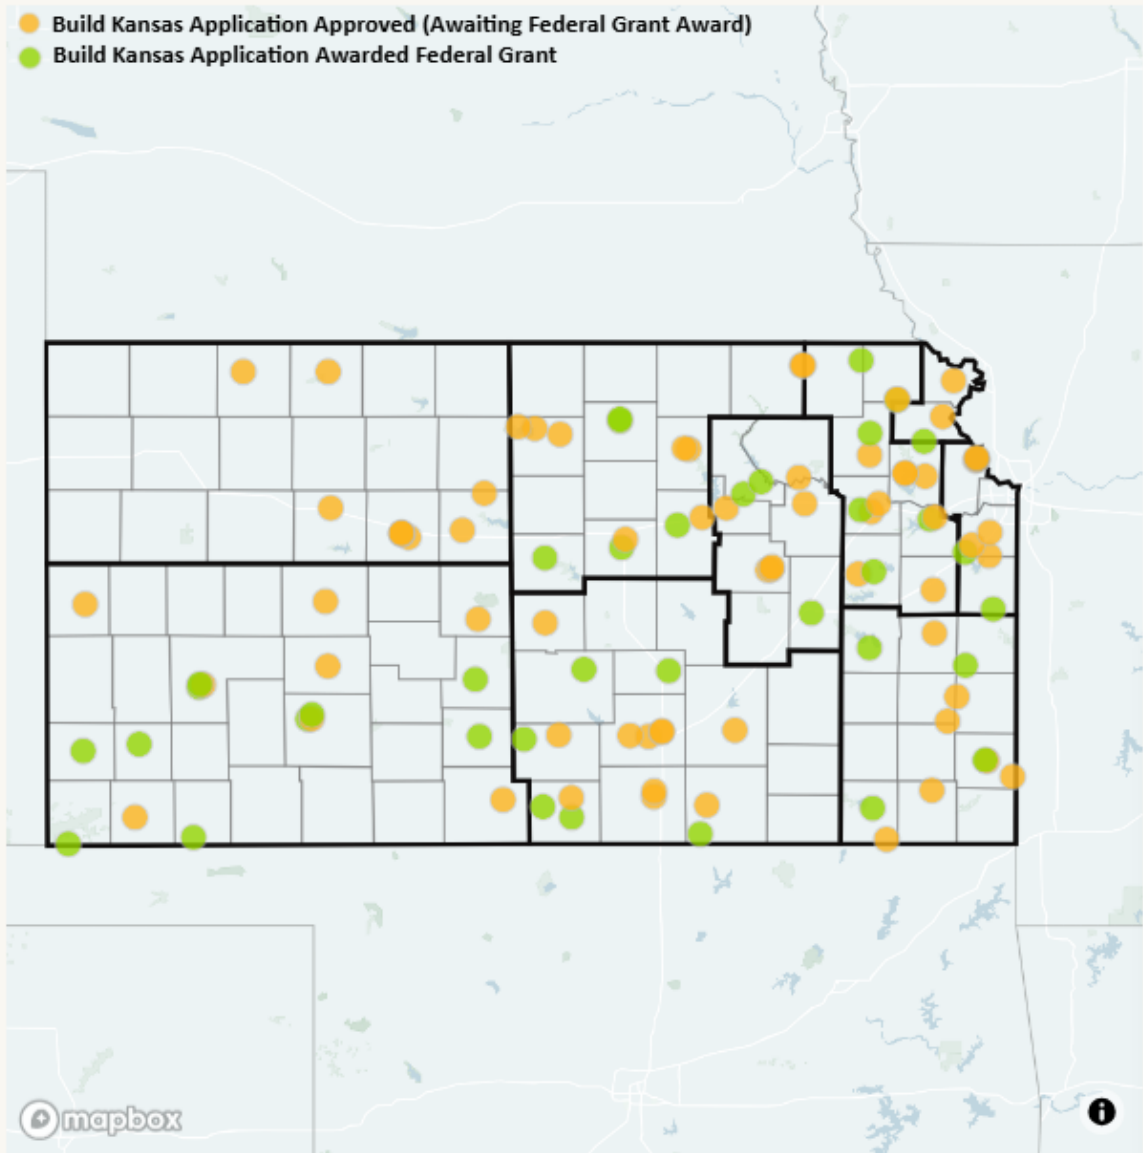 Build Kansas Application Approved (Awaiting Federal Grant Award)
Build Kansas Application Awarded Federal Grant
mapbox